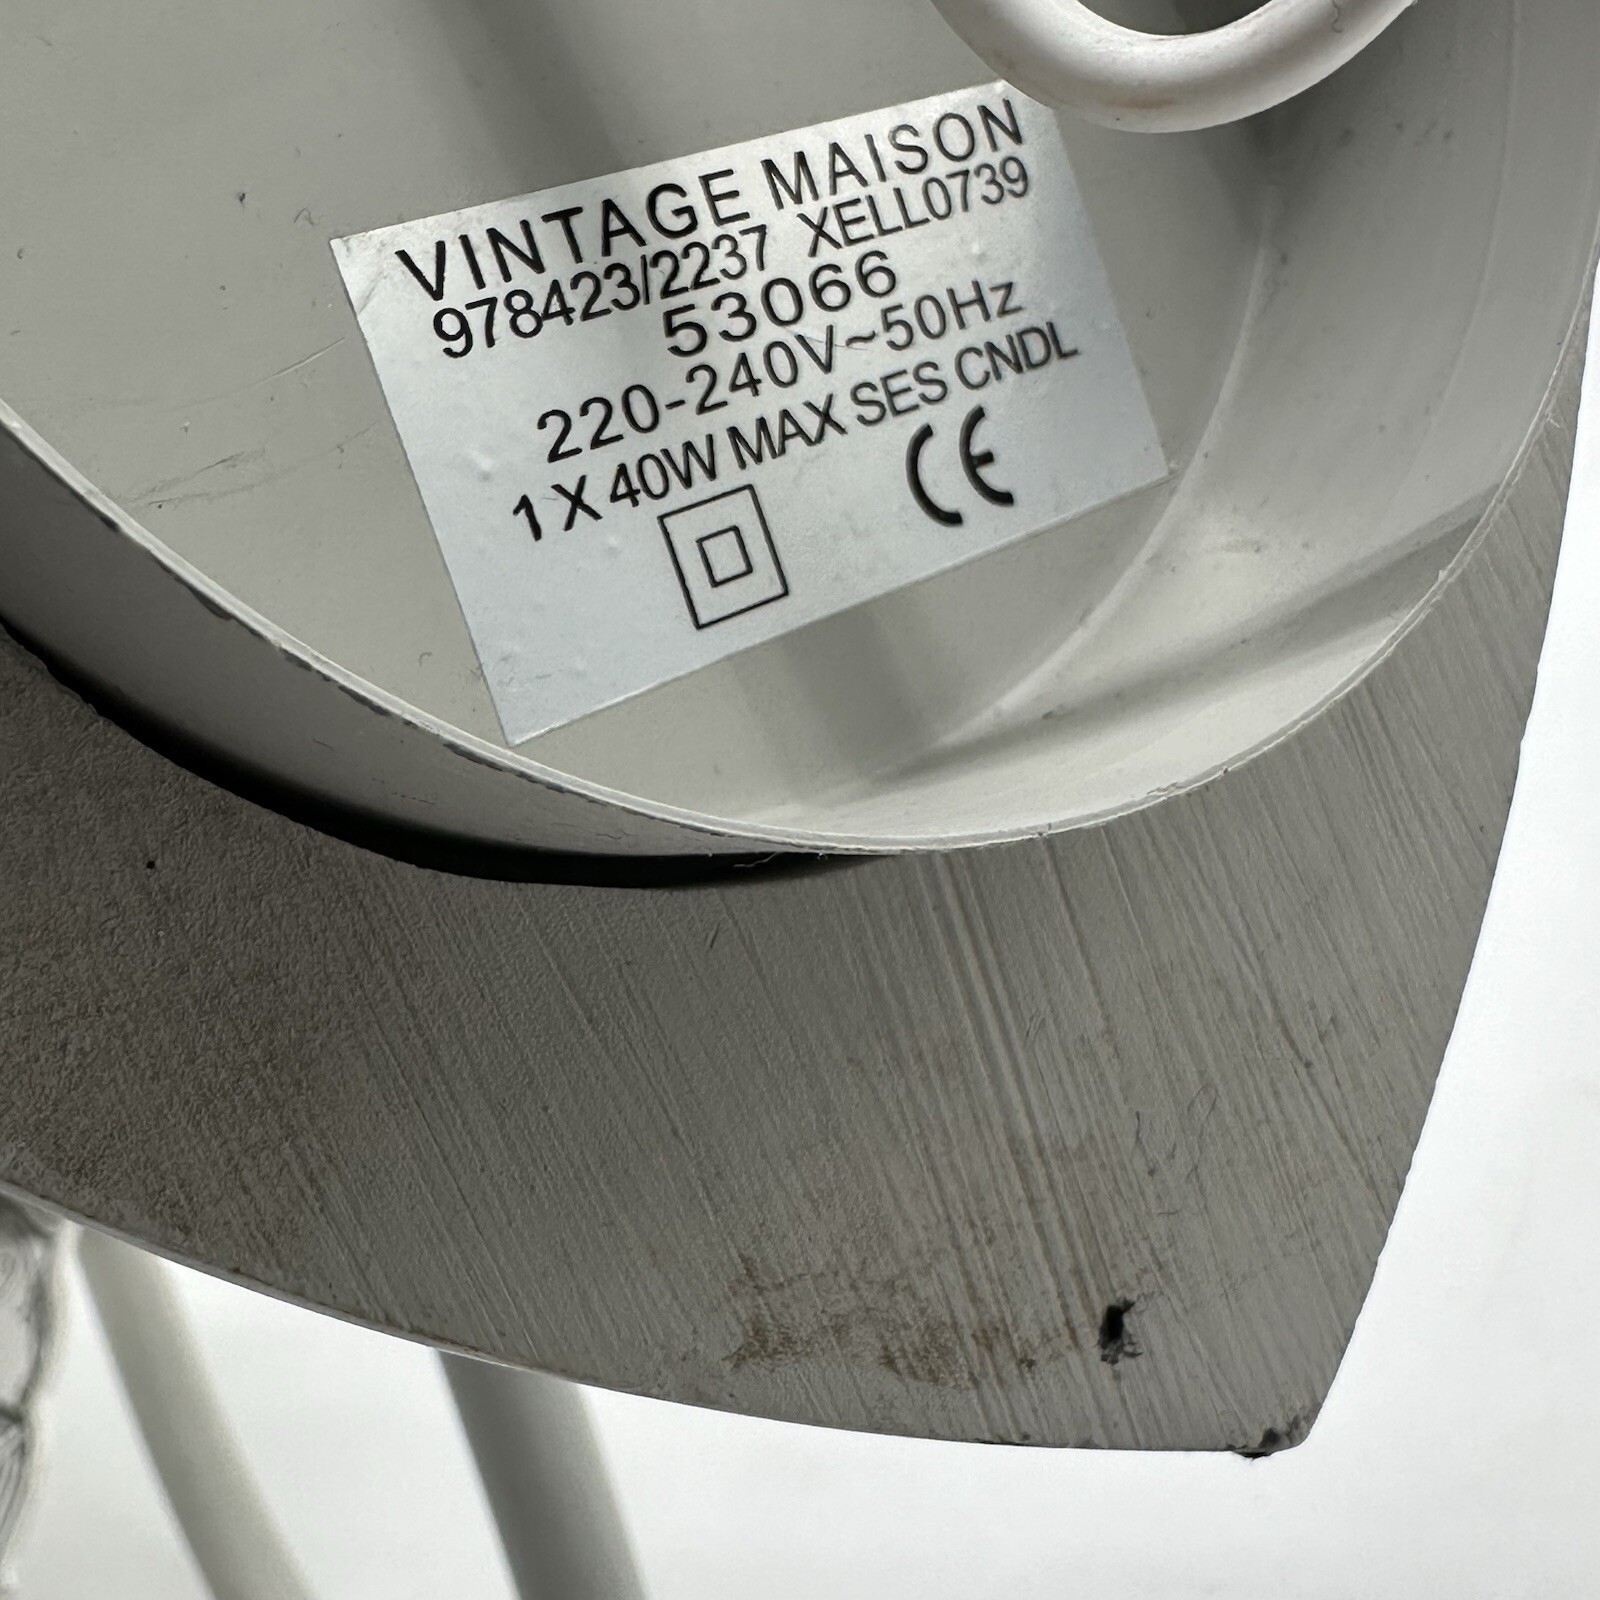 VINTAGE MAISON
978423/2237 XELL0739
53066
220-240V~50Hz
1 X 40W MAX SES CNDL
CE